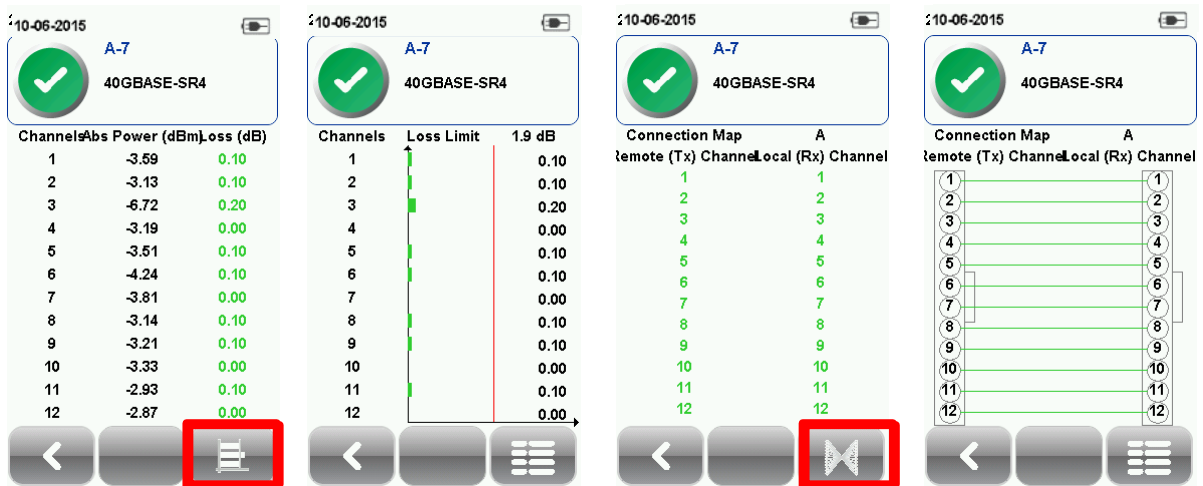 10-06-2015
A-7
40GBASE-SR4
Channels Abs Power (dBm) Loss (dB)
1 -3.59 0.10
2 -3.13 0.10
3 -6.72 0.20
4 -3.19 0.00
5 -3.51 0.10
6 -4.24 0.10
7 -3.81 0.00
8 -3.14 0.10
9 -3.21 0.10
10 -3.33 0.00
11 -2.93 0.10
12 -2.87 0.00
10-06-2015
A-7
40GBASE-SR4
Channels Loss Limit 1.9 dB
1 0.10
2 0.10
3 0.20
4 0.00
5 0.10
6 0.10
7 0.00
8 0.10
9 0.10
10 0.00
11 0.10
12 0.00
10-06-2015
A-7
40GBASE-SR4
Connection Map A
Remote (Tx) Channel Local (Rx) Channel
1 1
2 2
3 3
4 4
5 5
6 6
7 7
8 8
9 9
10 10
11 11
12 12
10-06-2015
A-7
40GBASE-SR4
Connection Map A
Remote (Tx) Channel Local (Rx) Channel
1 1
2 2
3 3
4 4
5 5
6 6
7 7
8 8
9 9
10 10
11 11
12 12